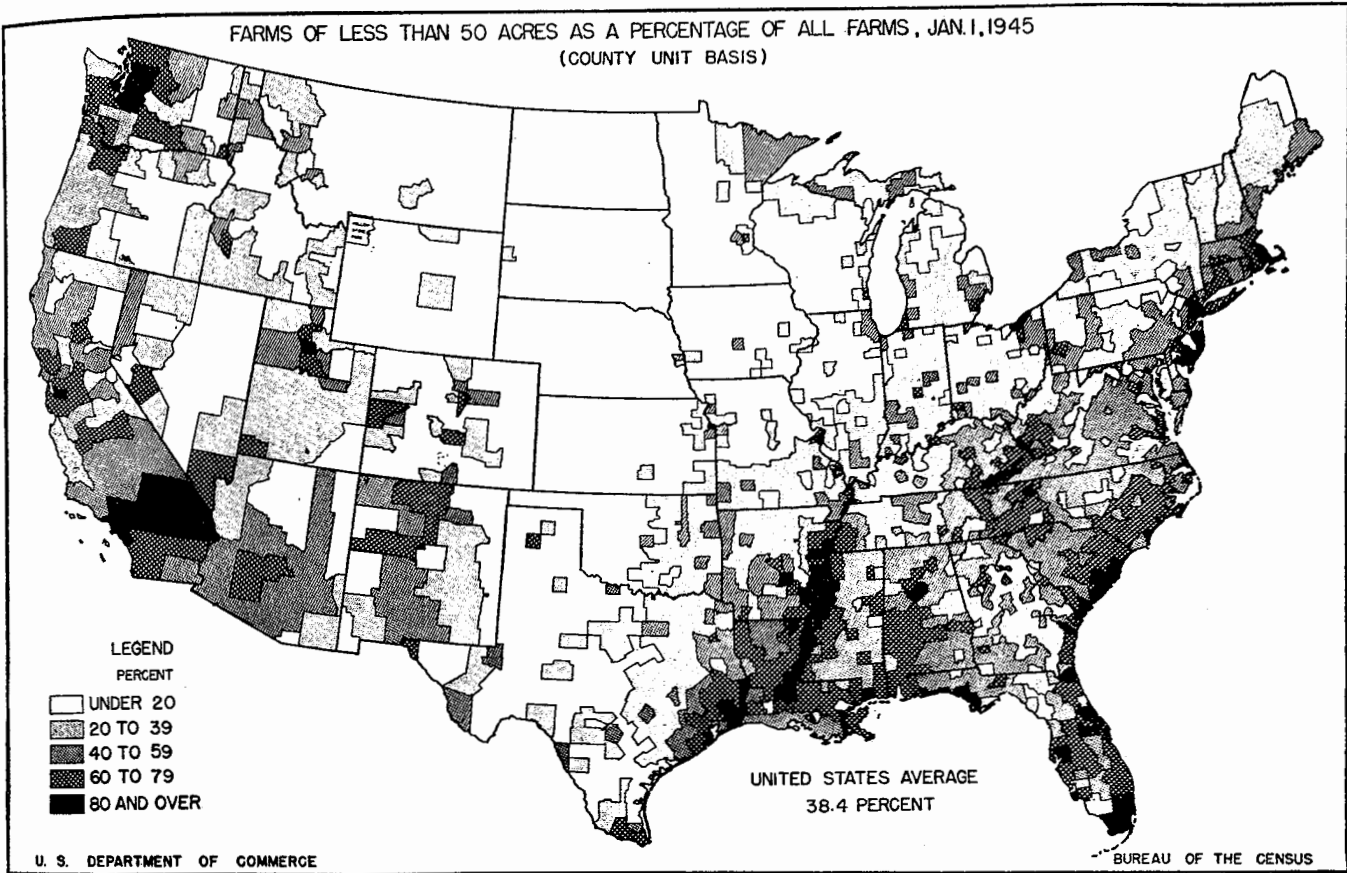 FARMS OF LESS THAN 50 ACRES AS A PERCENTAGE OF ALL FARMS, JAN. 1, 1945
(COUNTY UNIT BASIS)
LEGEND
PERCENT
UNDER 20
20 TO 39
40 TO 59
60 TO 79
80 AND OVER
UNITED STATES AVERAGE
38.4 PERCENT
U. S. DEPARTMENT OF COMMERCE
BUREAU OF THE CENSUS